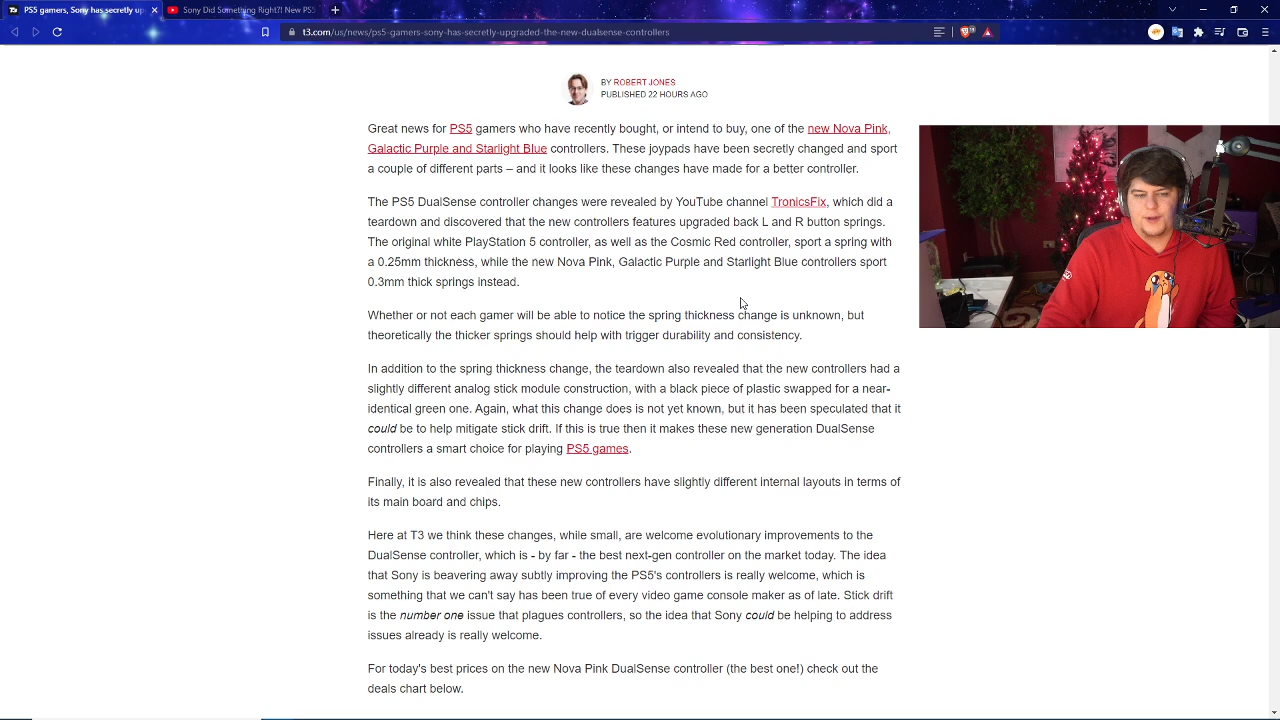 PS5 gamers, Sony has secretly up
Sony Did Something Right?! New PS5
t3.com/us/news/ps5-gamers-sony-has-secretly-upgraded-the-new-dualsense-controllers
BY ROBERT JONES
PUBLISHED 22 HOURS AGO
Great news for PS5 gamers who have recently bought, or intend to buy, one of the new Nova Pink,
Galactic Purple and Starlight Blue controllers. These joypads have been secretly changed and sport
a couple of different parts – and it looks like these changes have made for a better controller.
The PS5 DualSense controller changes were revealed by YouTube channel TronicsFix, which did a
teardown and discovered that the new controllers features upgraded back L and R button springs.
The original white PlayStation 5 controller, as well as the Cosmic Red controller, sport a spring with
a 0.25mm thickness, while the new Nova Pink, Galactic Purple and Starlight Blue controllers sport
0.3mm thick springs instead.
Whether or not each gamer will be able to notice the spring thickness change is unknown, but
theoretically the thicker springs should help with trigger durability and consistency.
In addition to the spring thickness change, the teardown also revealed that the new controllers had a
slightly different analog stick module construction, with a black piece of plastic swapped for a near-
identical green one. Again, what this change does is not yet known, but it has been speculated that it
could be to help mitigate stick drift. If this is true then it makes these new generation DualSense
controllers a smart choice for playing PS5 games.
Finally, it is also revealed that these new controllers have slightly different internal layouts in terms of
its main board and chips.
Here at T3 we think these changes, while small, are welcome evolutionary improvements to the
DualSense controller, which is - by far - the best next-gen controller on the market today. The idea
that Sony is beavering away subtly improving the PS5's controllers is really welcome, which is
something that we can't say has been true of every video game console maker as of late. Stick drift
is the number one issue that plagues controllers, so the idea that Sony could be helping to address
issues already is really welcome.
For today's best prices on the new Nova Pink DualSense controller (the best one!) check out the
deals chart below.